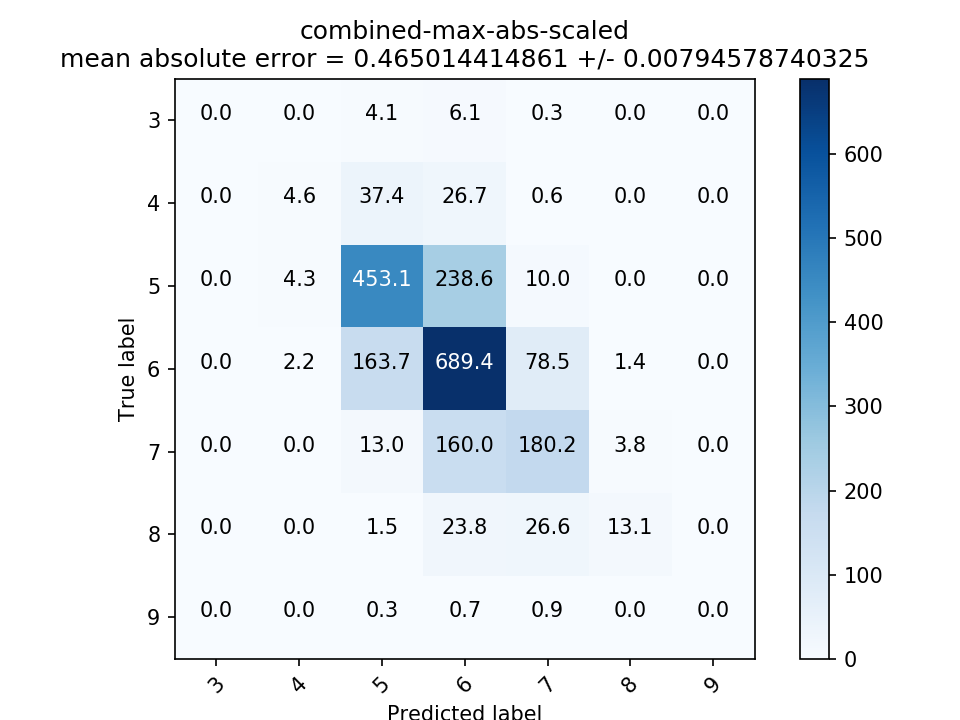 combined-max-abs-scaled
mean absolute error = 0.465014414861 +/- 0.00794578740325
3 0.0 0.0 4.1 6.1 0.3 0.0 0.0
4 0.0 4.6 37.4 26.7 0.6 0.0 0.0
5 0.0 4.3 453.1 238.6 10.0 0.0 0.0
6 0.0 2.2 163.7 689.4 78.5 1.4 0.0
7 0.0 0.0 13.0 160.0 180.2 3.8 0.0
8 0.0 0.0 1.5 23.8 26.6 13.1 0.0
9 0.0 0.0 0.3 0.7 0.9 0.0 0.0
True label
3 4 5 6 7 8 9
Predicted label
600
500
400
300
200
100
0